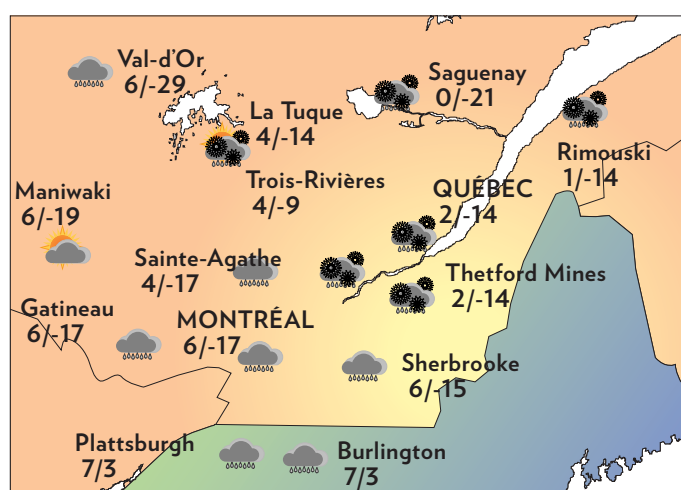 Val-d'Or
6/-29
Saguenay
0/-21
La Tuque
4/-14
Rimouski
1/-14
Trois-Rivières
4/-9
Maniwaki
6/-19
QUÉBEC
2/-14
Sainte-Agathe
4/-17
Thetford Mines
2/-14
Gatineau
6/-17
MONTRÉAL
6/-17
Sherbrooke
6/-15
Plattsburgh
7/3
Burlington
7/3